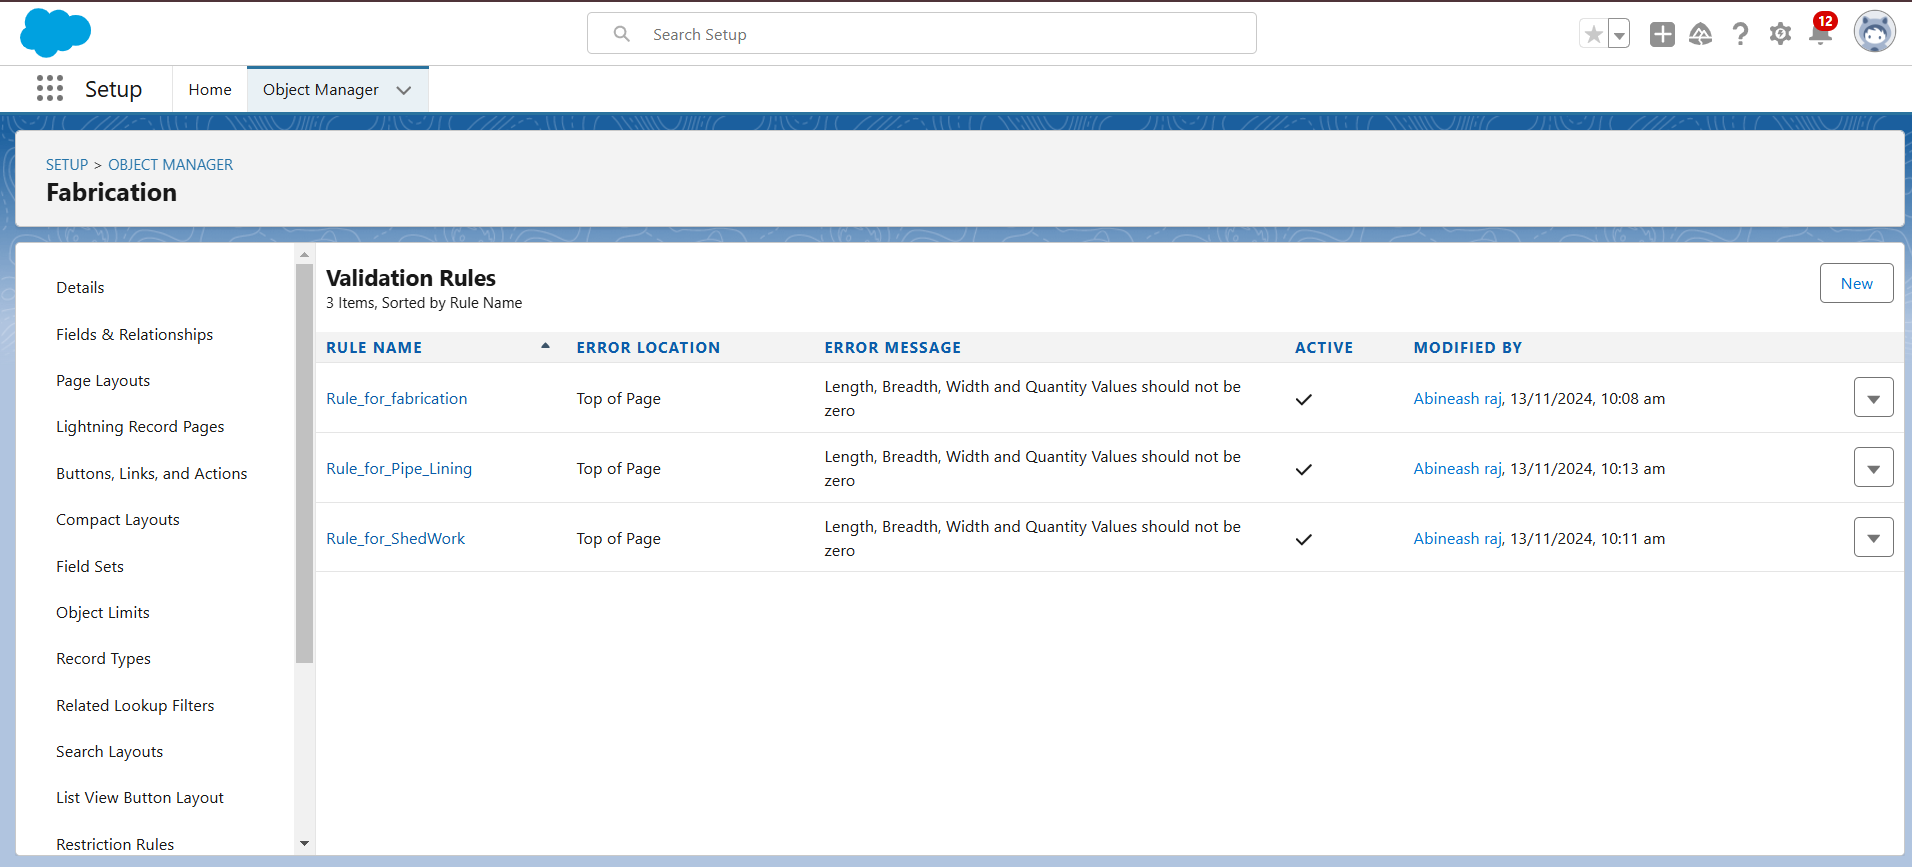 Search Setup
12
Setup
Home
Object Manager
SETUP > OBJECT MANAGER
Fabrication
Details
Fields & Relationships
Page Layouts
Lightning Record Pages
Buttons, Links, and Actions
Compact Layouts
Field Sets
Object Limits
Record Types
Related Lookup Filters
Search Layouts
List View Button Layout
Restriction Rules
Validation Rules
3 Items, Sorted by Rule Name
New
RULE NAME ERROR LOCATION ERROR MESSAGE ACTIVE MODIFIED BY
Rule_for_fabrication Top of Page Length, Breadth, Width and Quantity Values should not be
zero
Abineash raj, 13/11/2024, 10:08 am
Rule_for_Pipe_Lining Top of Page Length, Breadth, Width and Quantity Values should not be
zero
Abineash raj, 13/11/2024, 10:13 am
Rule_for_ShedWork Top of Page Length, Breadth, Width and Quantity Values should not be
zero
Abineash raj, 13/11/2024, 10:11 am